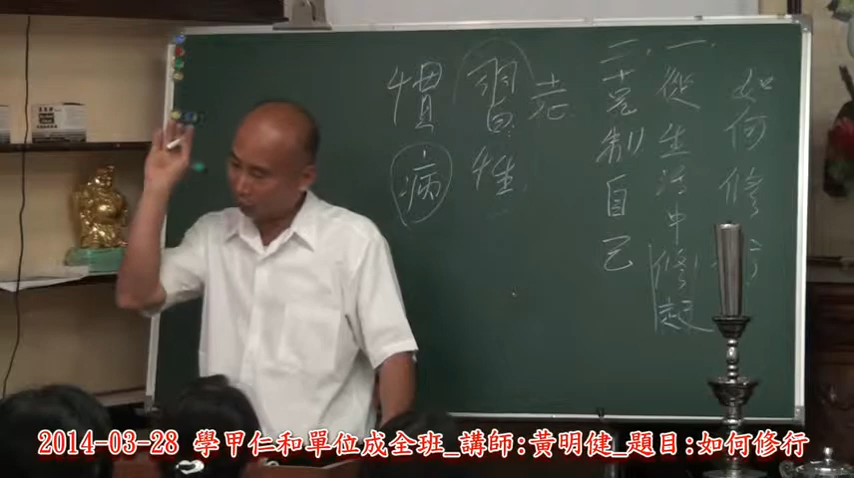 如何修行
一. 從生活中修起
二. 克制自己
老
習性
慣病
2014-03-28 學甲仁和單位成全班_講師:黃明健_題目:如何修行